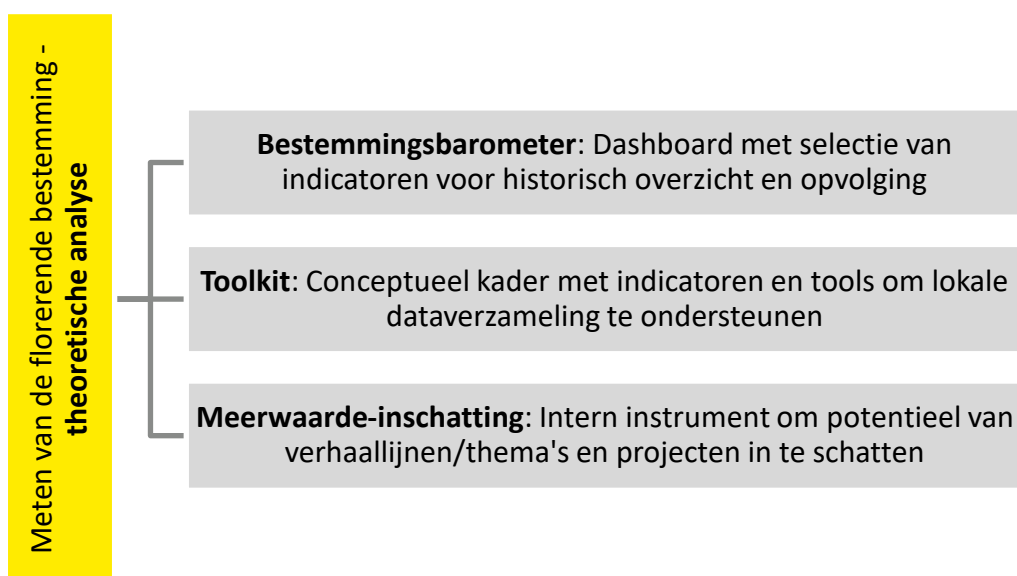 Meten van de florerende bestemming -
theoretische analyse
Bestemmingsbarometer: Dashboard met selectie van
indicatoren voor historisch overzicht en opvolging
Toolkit: Conceptueel kader met indicatoren en tools om lokale
dataverzameling te ondersteunen
Meerwaarde-inschatting: Intern instrument om potentieel van
verhaallijnen/thema's en projecten in te schatten